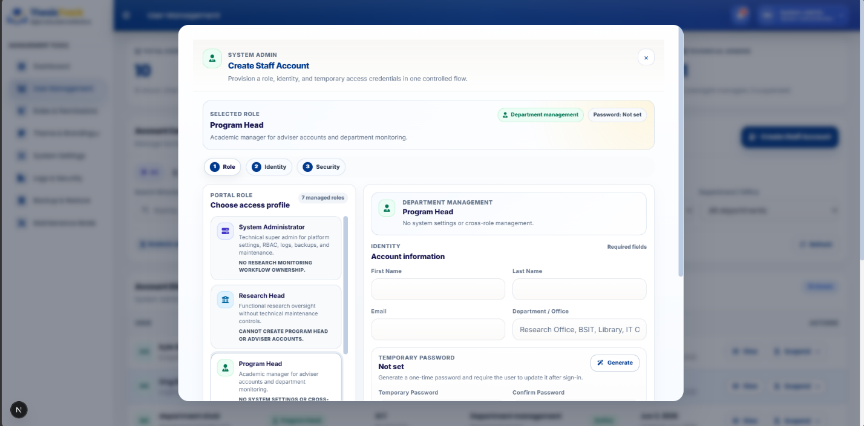 SYSTEM ADMIN
Create Staff Account
Provision a role, identity, and temporary access credentials in one controlled flow.
×
SELECTED ROLE
Program Head
Academic manager for adviser accounts and department monitoring.
Department management
Password: Not set
1 Role
2 Identity
3 Security
PORTAL ROLE
Choose access profile
7 managed roles
System Administrator
Technical super admin for platform
settings, RBAC, logs, backups, and
maintenance.
NO RESEARCH MONITORING
WORKFLOW OWNERSHIP.
Research Head
Functional research oversight
without technical maintenance
controls.
CANNOT CREATE PROGRAM HEAD
OR ADVISER ACCOUNTS.
Program Head
Academic manager for adviser
accounts and department
monitoring.
NO SYSTEM SETTINGS OR CROSS-
DEPARTMENT MANAGEMENT
Program Head
No system settings or cross-role management.
IDENTITY
Account information
Required fields
First Name
Last Name
Email
Department / Office
Research Office, BSIT, Library, IT C
TEMPORARY PASSWORD
Not set
Generate a one-time password and require the user to update it after sign-in.
Generate
Temporary Password
Confirm Password
N